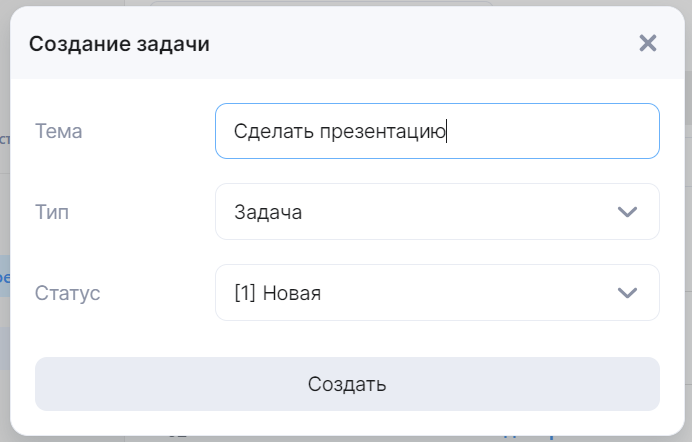 Создание задачи
Тема
Сделать презентацию
Тип
Задача
Статус
[1] Новая
Создать